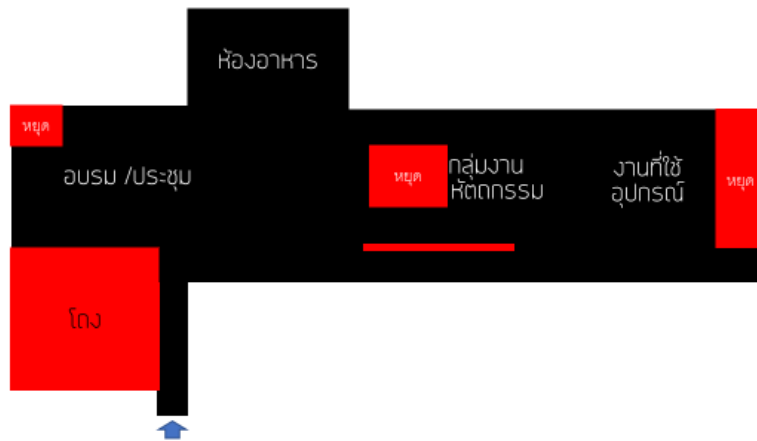 ห้องอาหาร
หยุด
อบรม /ประชุม
หยุด
กลุ่มงาน
หัตถกรรม
งานที่ใช้
อุปกรณ์
หยุด
โถง